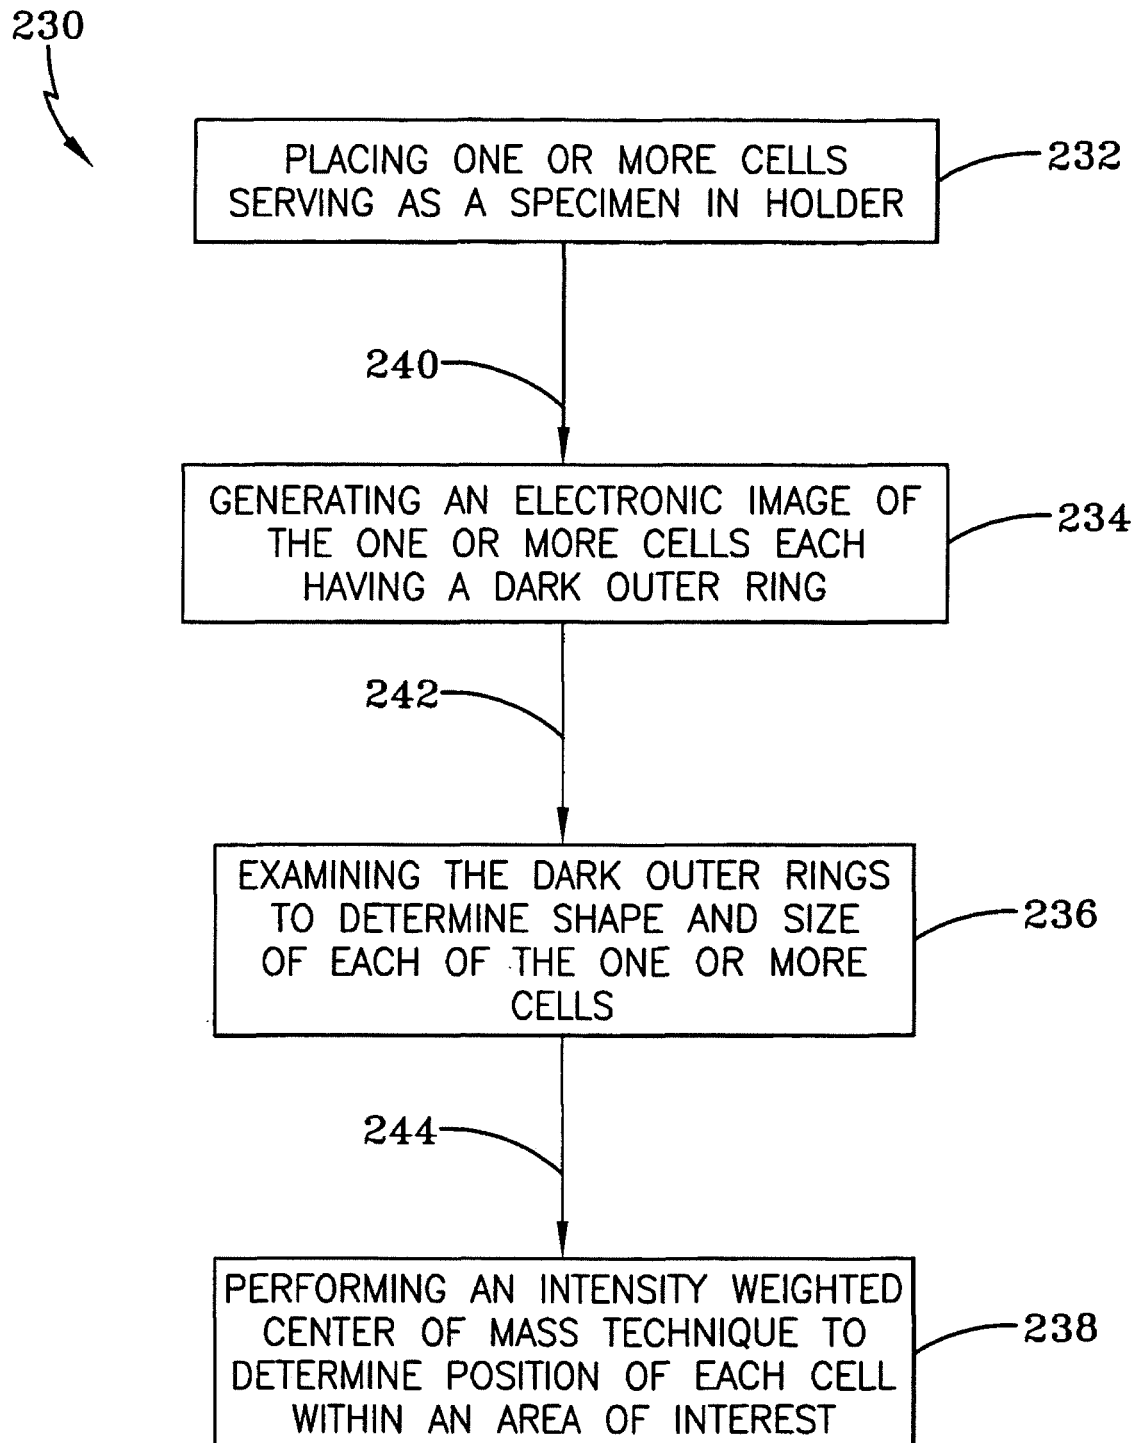 230
PLACING ONE OR MORE CELLS
SERVING AS A SPECIMEN IN HOLDER
232
240
GENERATING AN ELECTRONIC IMAGE OF
THE ONE OR MORE CELLS EACH
HAVING A DARK OUTER RING
234
242
EXAMINING THE DARK OUTER RINGS
TO DETERMINE SHAPE AND SIZE
OF EACH OF THE ONE OR MORE
CELLS
236
244
PERFORMING AN INTENSITY WEIGHTED
CENTER OF MASS TECHNIQUE TO
DETERMINE POSITION OF EACH CELL
WITHIN AN AREA OF INTEREST
238